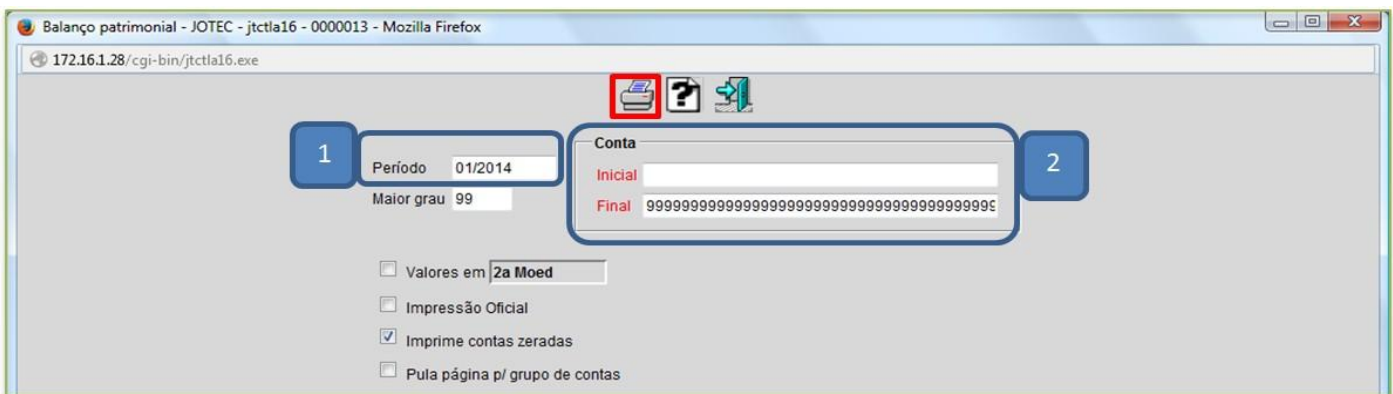 Balanço patrimonial - JOTEC - jtctla16 - 0000013 - Mozilla Firefox
172.16.1.28/cgi-bin/jtctla16.exe
1
Período 01/2014
Maior grau 99
Conta
Inicial
Final 9999999999999999999999999999999999999999
2
Valores em 2a Moed
Impressão Oficial
Imprime contas zeradas
Pula página p/ grupo de contas